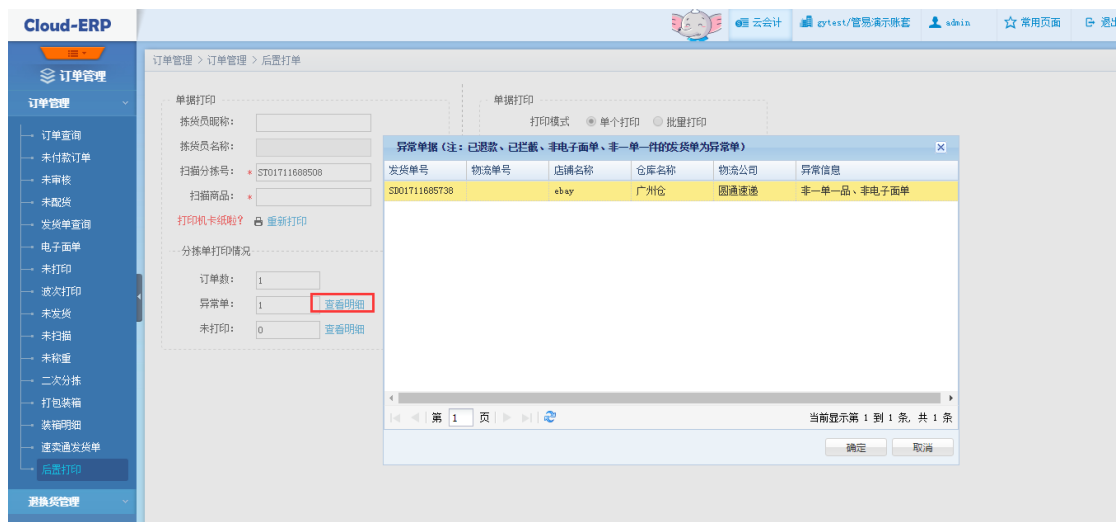 Cloud-ERP
云会计
gytest/管易演示账套
admin
常用页面
退出
订单管理
订单管理
订单查询
未付款订单
未审核
未配货
发货单查询
电子面单
未打印
波次打印
未发货
未扫描
未称重
二次分拣
打包装箱
装箱明细
速卖通发货单
后置打印
退换货管理
订单管理 > 订单管理 > 后置打单
单据打印
拣货员昵称:
拣货员名称:
扫描分拣号: * ST01711688508
扫描商品: *
打印机卡纸啦? 重新打印
分拣单打印情况
订单数: 1
异常单: 1 查看明细
未打印: 0 查看明细
单据打印
打印模式 单个打印 批量打印
异常单据(注: 已退款、已拦截、非电子面单、非一单一件的发货单为异常单)
发货单号 物流单号 店铺名称 仓库名称 物流公司 异常信息
SDO1711685738 ebay 广州仓 圆通速递 非一单一品、非电子面单
第 1 页
当前显示第 1 到 1 条, 共 1 条
确定 取消